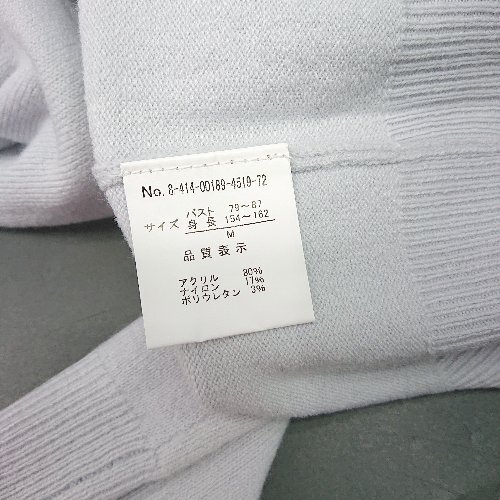 No. 8-414-00189-4519-72
サイズ
バスト 79～87
身長 154～162
M
品質表示
アクリル 80%
ナイロン 17%
ポリウレタン 3%